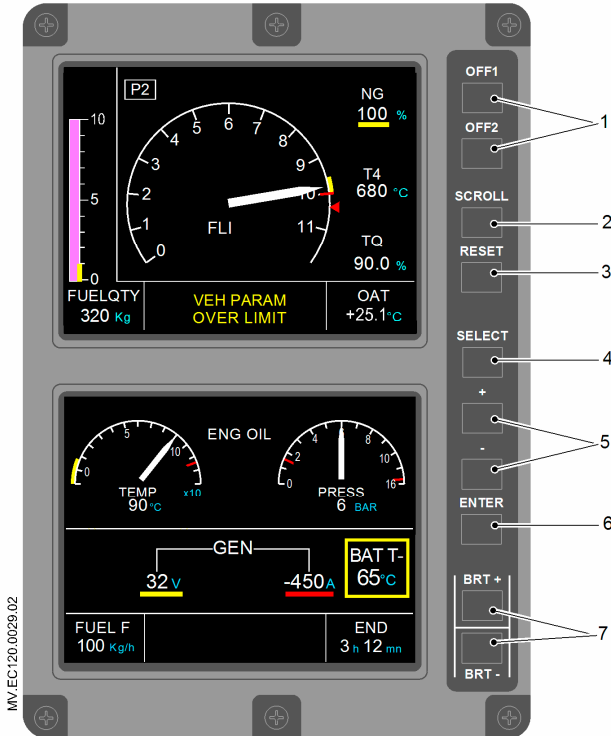 P2
10
5
0
0
1
2
3
4
5
6
7
8
9
10
11
FLI
NG
100 %
T4
680 °C
TQ
90.0 %
FUELQTY
320 Kg
VEH PARAM
OVER LIMIT
OAT
+25.1°C
0
5
10
TEMP
x10
90 °C
ENG OIL
0
2
4
8
10
16
PRESS
6 BAR
GEN
32 V
-450 A
BAT T-
65°C
FUEL F
100 Kg/h
END
3 h 12 mn
OFF1
OFF2
SCROLL
RESET
SELECT
+
-
ENTER
BRT +
BRT -
1
2
3
4
5
6
7
MV.EC120.0029.02